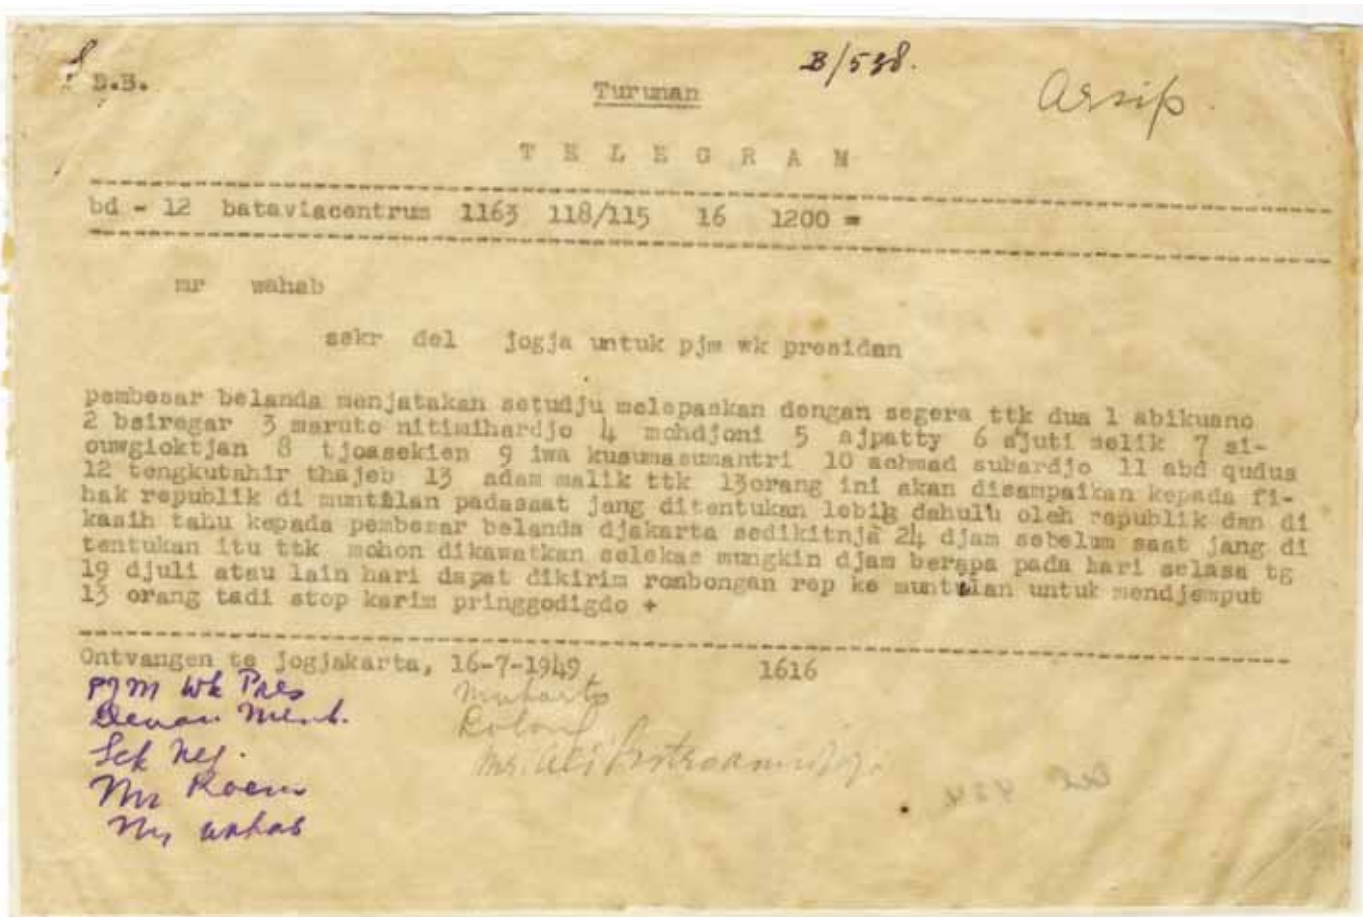 B/538.
D.B.
Turunan
arsip.
T E L E G R A M
bd - 12 bataviacentrum 1163 118/115 16 1200 =
mr wahab
sekr del jogja untuk pjm wk presiden
pembesar belanda menjatakan setudju melepaskan dengan segera ttk dua 1 abikusno
2 bsiregar 3 maruto nitimihardjo 4 mohdjoni 5 ajpatty 6 sjuti melik 7 si-
ouwgioktjan 8 tjoasekien 9 iwa kusumasumantri 10 achmad subardjo 11 abd qudus
12 tengkutahir thajeb 13 adam malik ttk 13orang ini akan disampaikan kepada fi-
hak republik di muntilan padasaat jang ditentukan lebig dahulu oleh republik dan di
kasih tahu kepada pembesar belanda djakarta sedikitnja 24 djam sebelum saat jang di
tentukan itu ttk mohon dikawatkan selekas mungkin djam berapa pada hari selasa tg
19 djuli atau lain hari dapat dikirim rombongan rep ke muntilan untuk mendjemput
13 orang tadi stop karim pringgodigdo +
Ontvangen te jogjakarta, 16-7-1949 1616
PJM Wk Pres
Dewan Ment.
Sek Neg.
Mr Roem
Mr wahab
Mr. Ali Sastroamidjojo